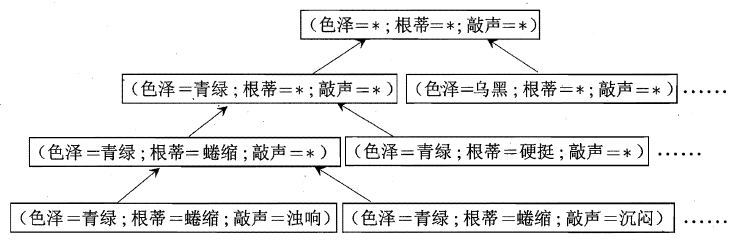 (色泽=*;根蒂=*;敲声=*)
(色泽=青绿;根蒂=*;敲声=*) (色泽=乌黑;根蒂=*;敲声=*) ……
(色泽=青绿;根蒂=蜷缩;敲声=*) (色泽=青绿;根蒂=硬挺;敲声=*) ……
(色泽=青绿;根蒂=蜷缩;敲声=浊响) (色泽=青绿;根蒂=蜷缩;敲声=沉闷) ……